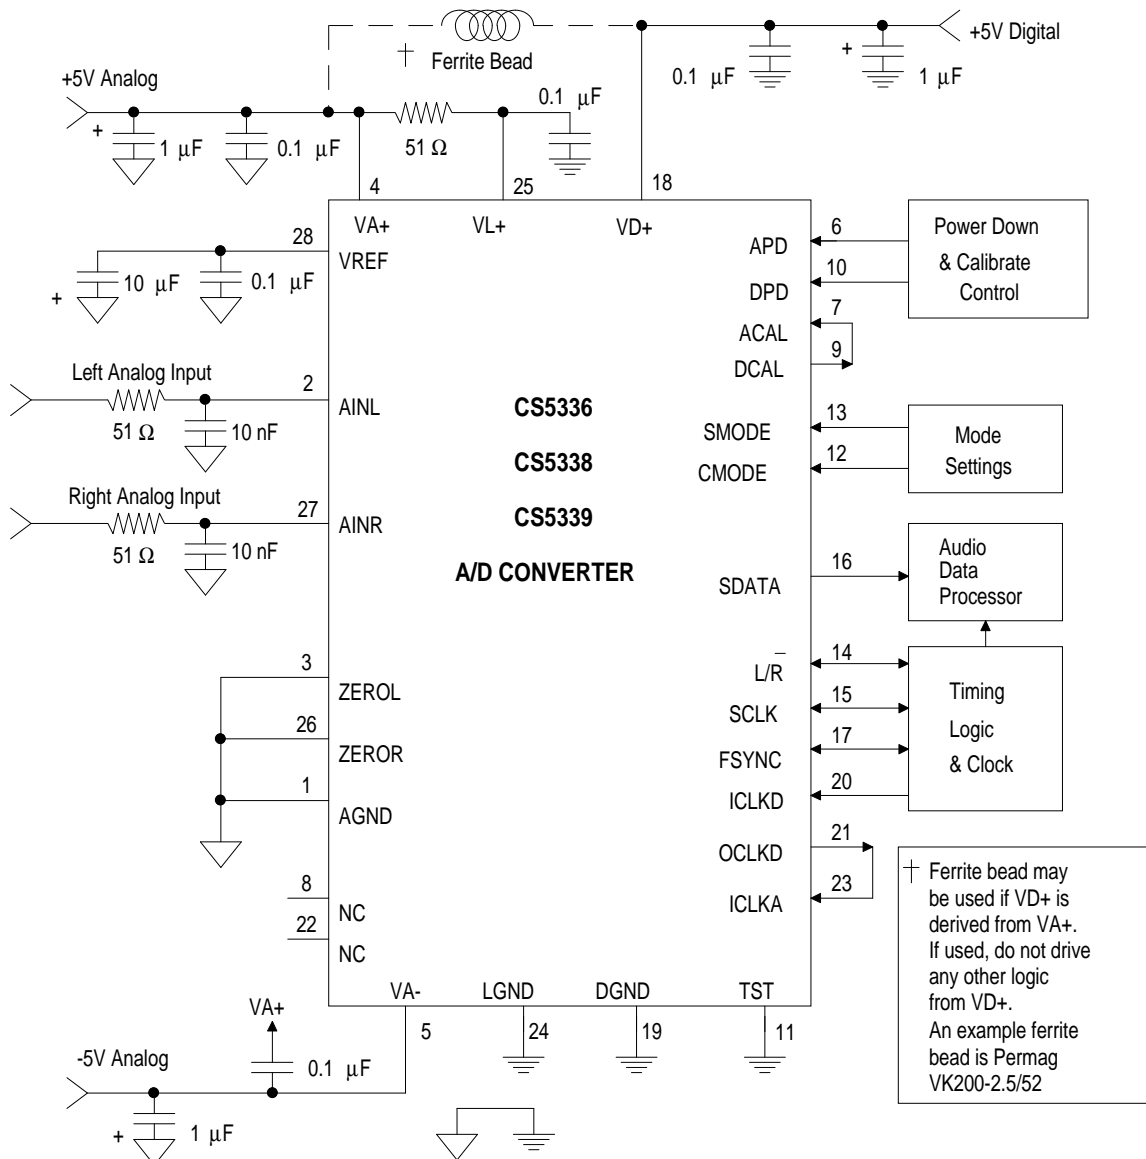 +5V Digital
†
Ferrite Bead
0.1 µF
+
1 µF
+5V Analog
+
1 µF
0.1 µF
51 Ω
0.1 µF
4
25
18
VA+
VL+
VD+
28
VREF
+
10 µF
0.1 µF
Left Analog Input
51 Ω
10 nF
2
AINL
Right Analog Input
51 Ω
10 nF
27
AINR
CS5336
CS5338
CS5339
A/D CONVERTER
3
ZEROL
26
ZEROR
1
AGND
8
NC
22
NC
APD
6
DPD
10
ACAL
7
DCAL
9
Power Down
& Calibrate
Control
SMODE
13
CMODE
12
Mode
Settings
SDATA
16
Audio
Data
Processor
L/R̅
14
SCLK
15
FSYNC
17
ICLKD
20
Timing
Logic
& Clock
OCLKD
21
ICLKA
23
VA-
LGND
DGND
TST
5
24
19
11
VA+
-5V Analog
0.1 µF
+
1 µF
† Ferrite bead may
be used if VD+ is
derived from VA+.
If used, do not drive
any other logic
from VD+.
An example ferrite
bead is Permag
VK200-2.5/52